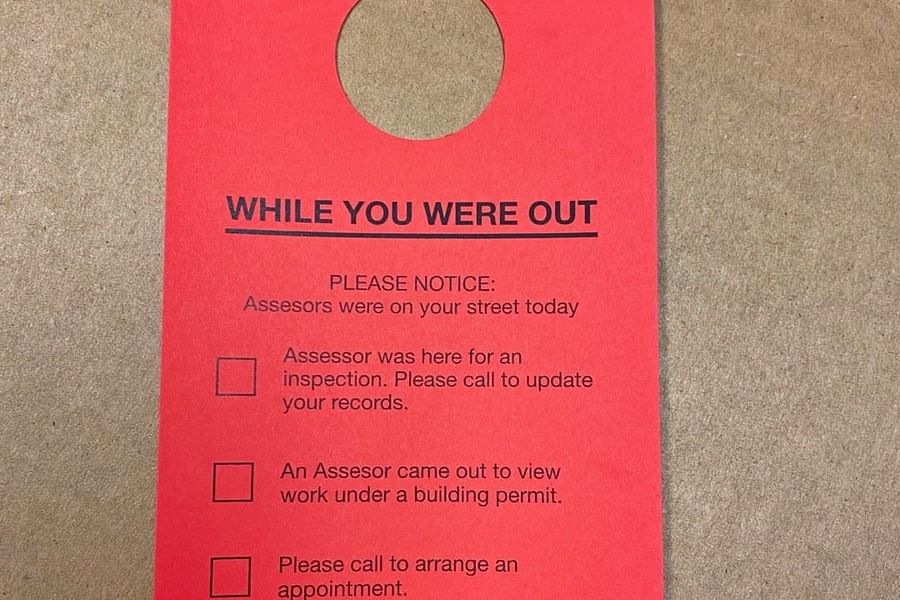 WHILE YOU WERE OUT
PLEASE NOTICE:
Assesors were on your street today
Assessor was here for an
inspection. Please call to update
your records.
An Assesor came out to view
work under a building permit.
Please call to arrange an
appointment.